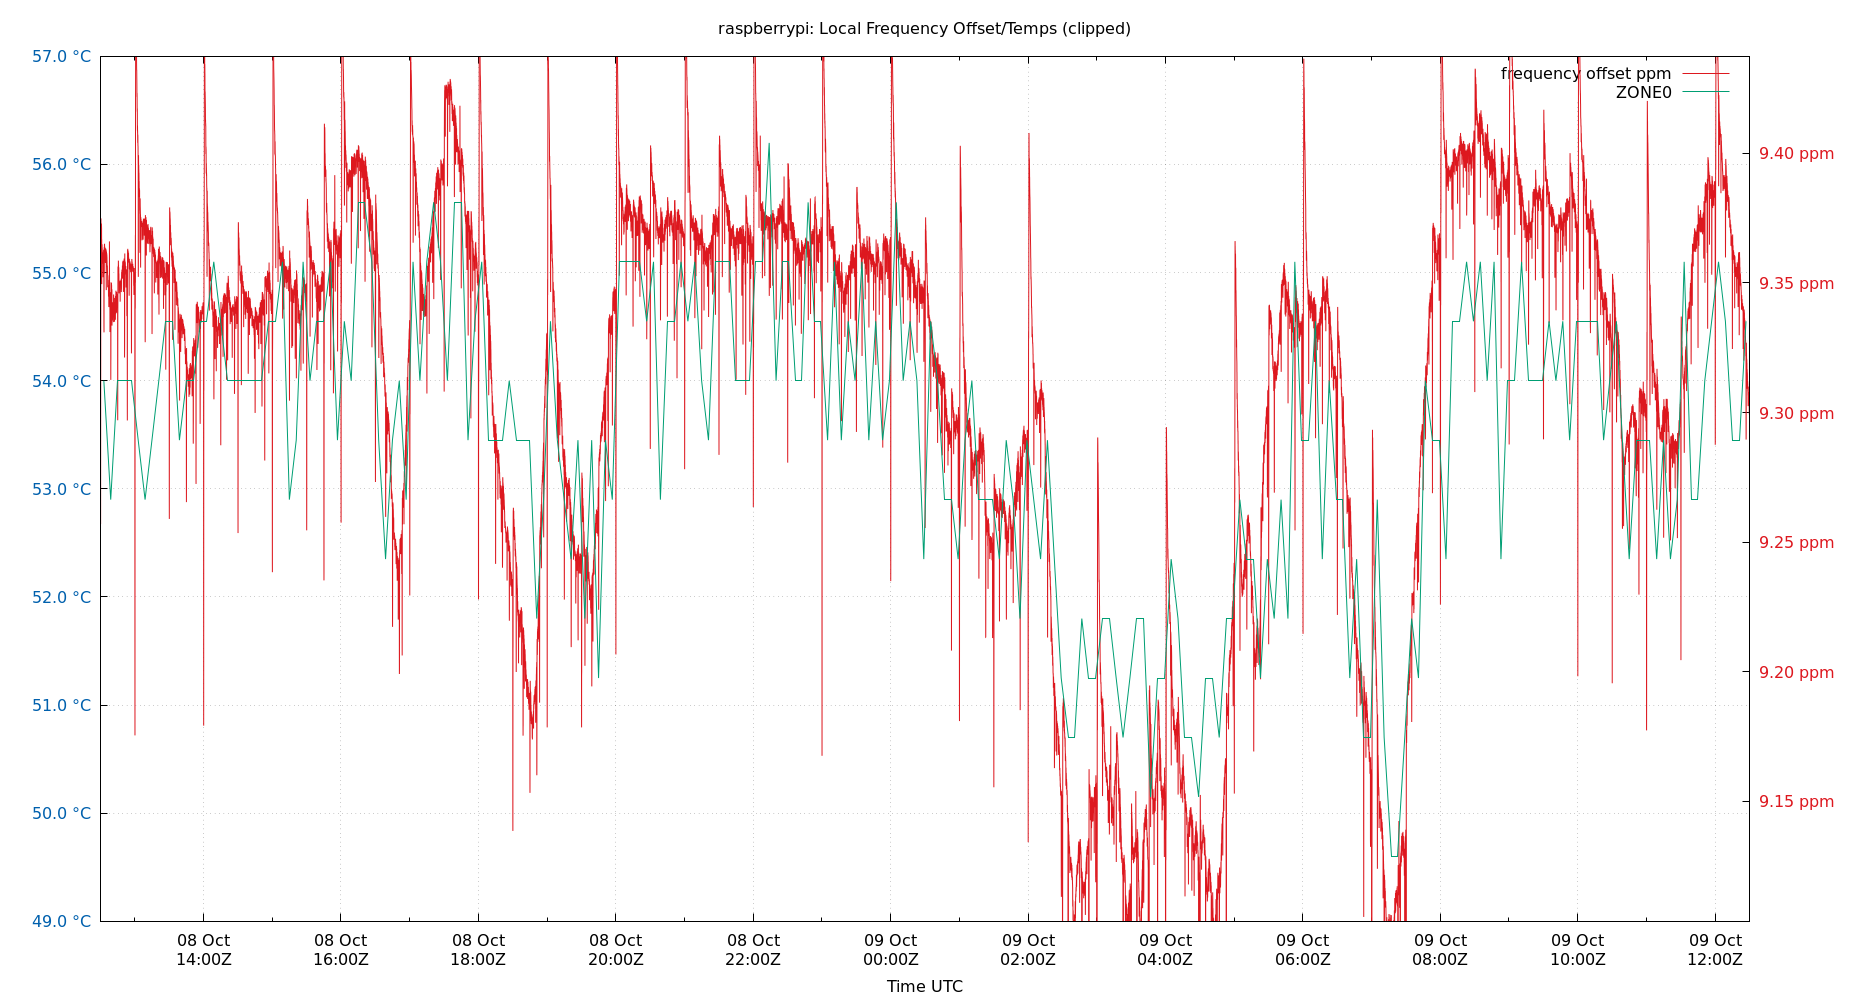 raspberrypi: Local Frequency Offset/Temps (clipped)
57.0 °C
56.0 °C
55.0 °C
54.0 °C
53.0 °C
52.0 °C
51.0 °C
50.0 °C
49.0 °C
frequency offset ppm
ZONE0
9.40 ppm
9.35 ppm
9.30 ppm
9.25 ppm
9.20 ppm
9.15 ppm
08 Oct 08 Oct 08 Oct 08 Oct 08 Oct 09 Oct 09 Oct 09 Oct 09 Oct 09 Oct 09 Oct 09 Oct
14:00Z 16:00Z 18:00Z 20:00Z 22:00Z 00:00Z 02:00Z 04:00Z 06:00Z 08:00Z 10:00Z 12:00Z
Time UTC